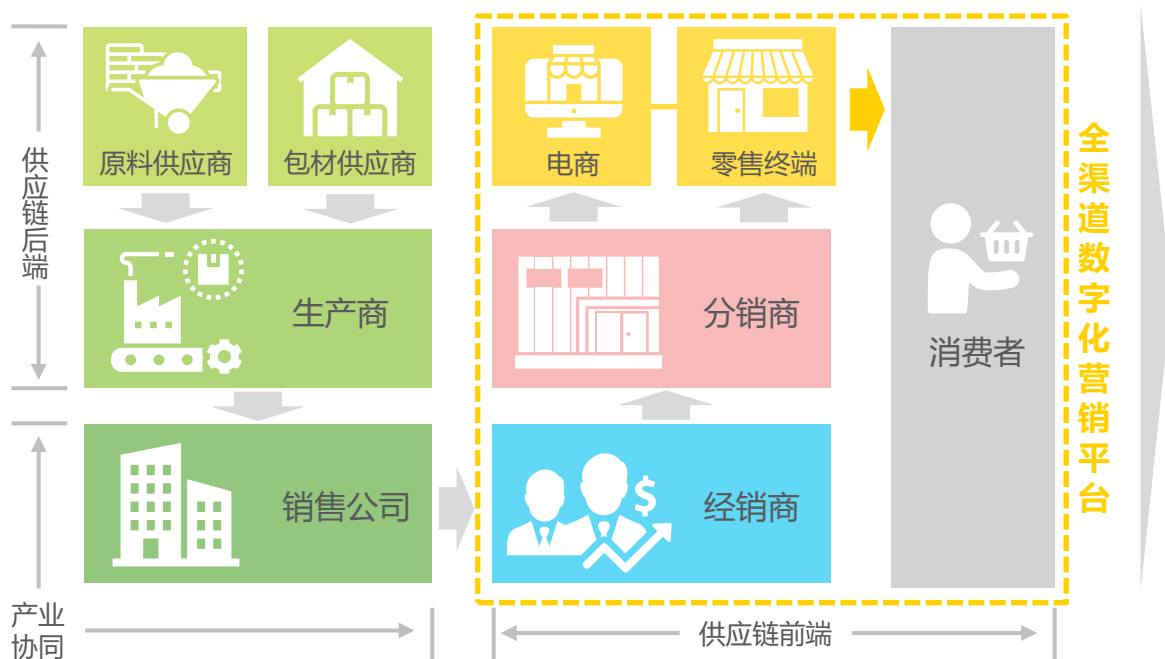 原料供应商
包材供应商
电商
零售终端
供应链后端
生产商
分销商
消费者
全渠道数字化营销平台
销售公司
$
经销商
产业
协同
供应链前端